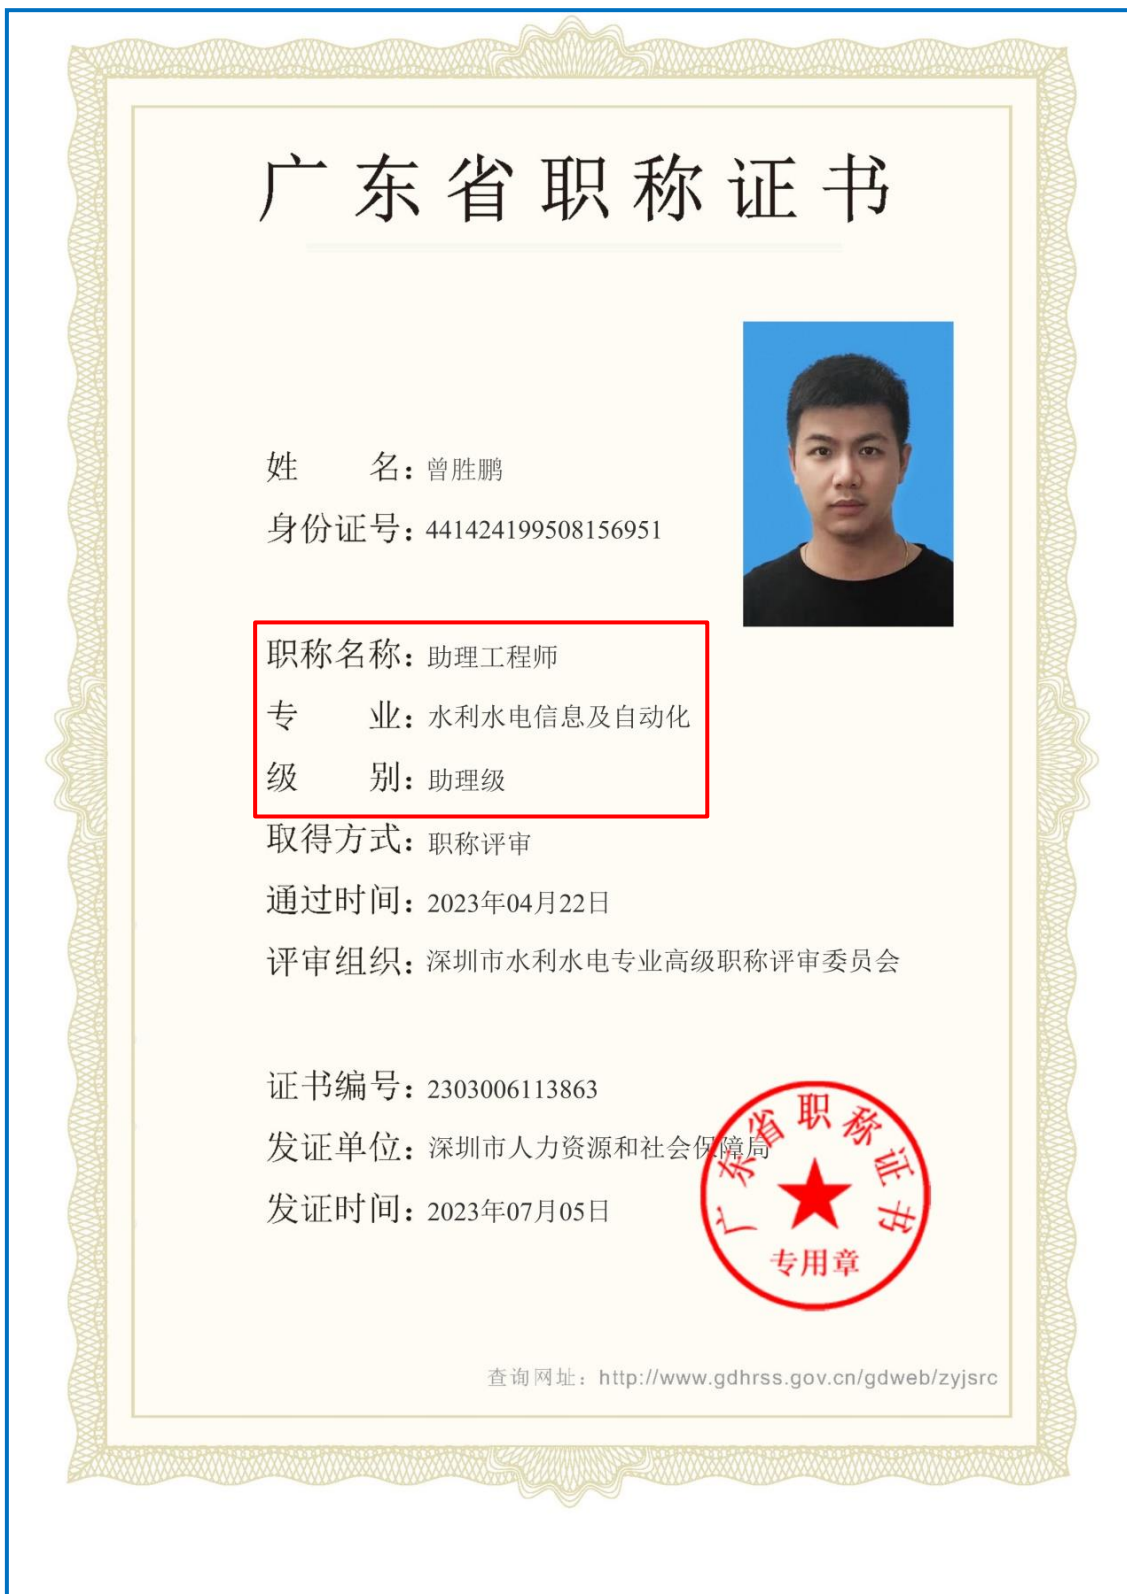 广东省职称证书
姓 名：曾胜鹏
身份证号：441424199508156951
职称名称：助理工程师
专 业：水利水电信息及自动化
级 别：助理级
取得方式：职称评审
通过时间：2023年04月22日
评审组织：深圳市水利水电专业高级职称评审委员会
证书编号：2303006113863
发证单位：深圳市人力资源和社会保障局
发证时间：2023年07月05日
广东省职称证书
专用章
查询网址：http://www.gdhrss.gov.cn/gdweb/zyjsrc